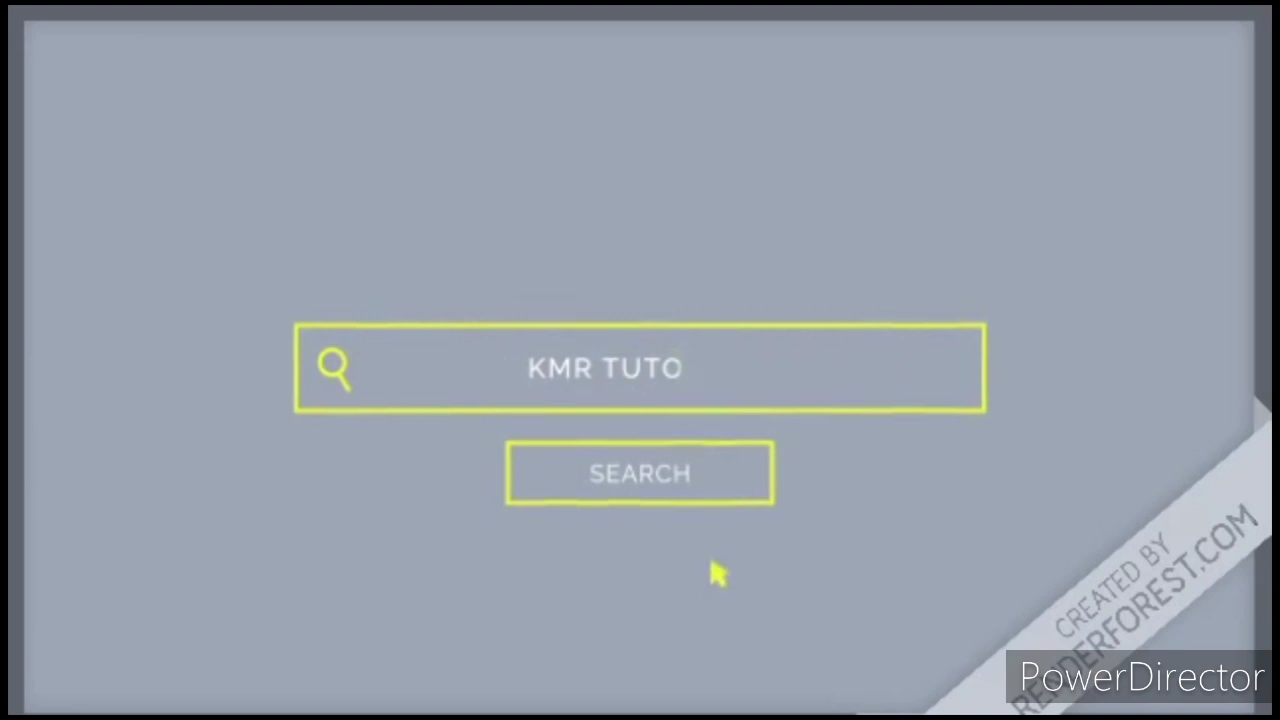 KMR TUTO
SEARCH
CREATED BY
RENDERFOREST.COM
PowerDirector